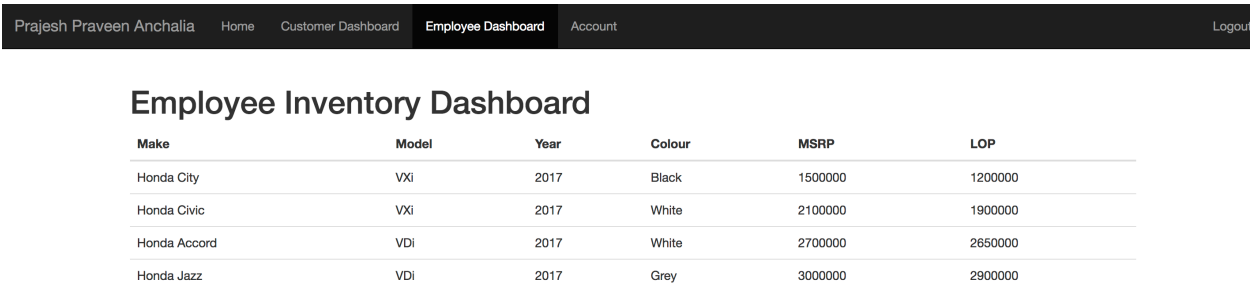 Prajesh Praveen Anchalia Home Customer Dashboard Employee Dashboard Account Logout
Employee Inventory Dashboard
Make Model Year Colour MSRP LOP
Honda City VXi 2017 Black 1500000 1200000
Honda Civic VXi 2017 White 2100000 1900000
Honda Accord VDi 2017 White 2700000 2650000
Honda Jazz VDi 2017 Grey 3000000 2900000